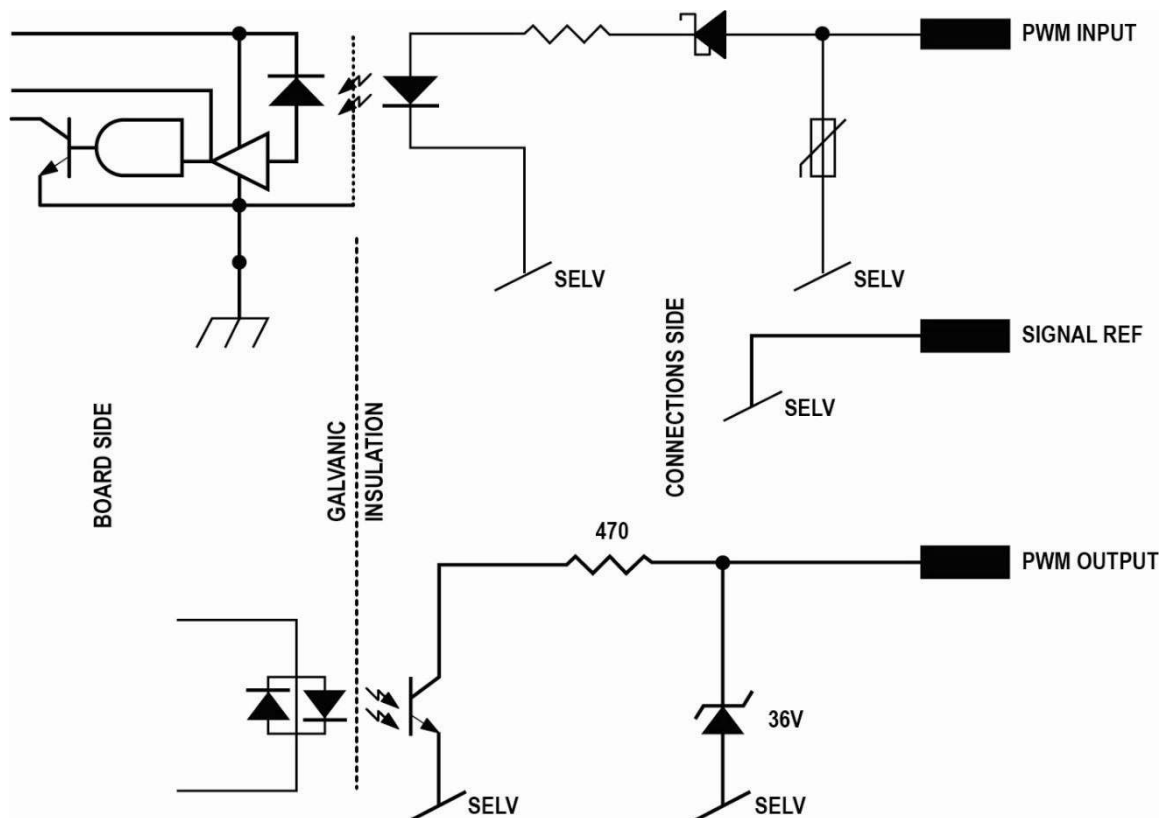 PWM INPUT
SELV
SELV
SIGNAL REF
SELV
BOARD SIDE
GALVANIC
INSULATION
CONNECTIONS SIDE
470
PWM OUTPUT
36V
SELV
SELV